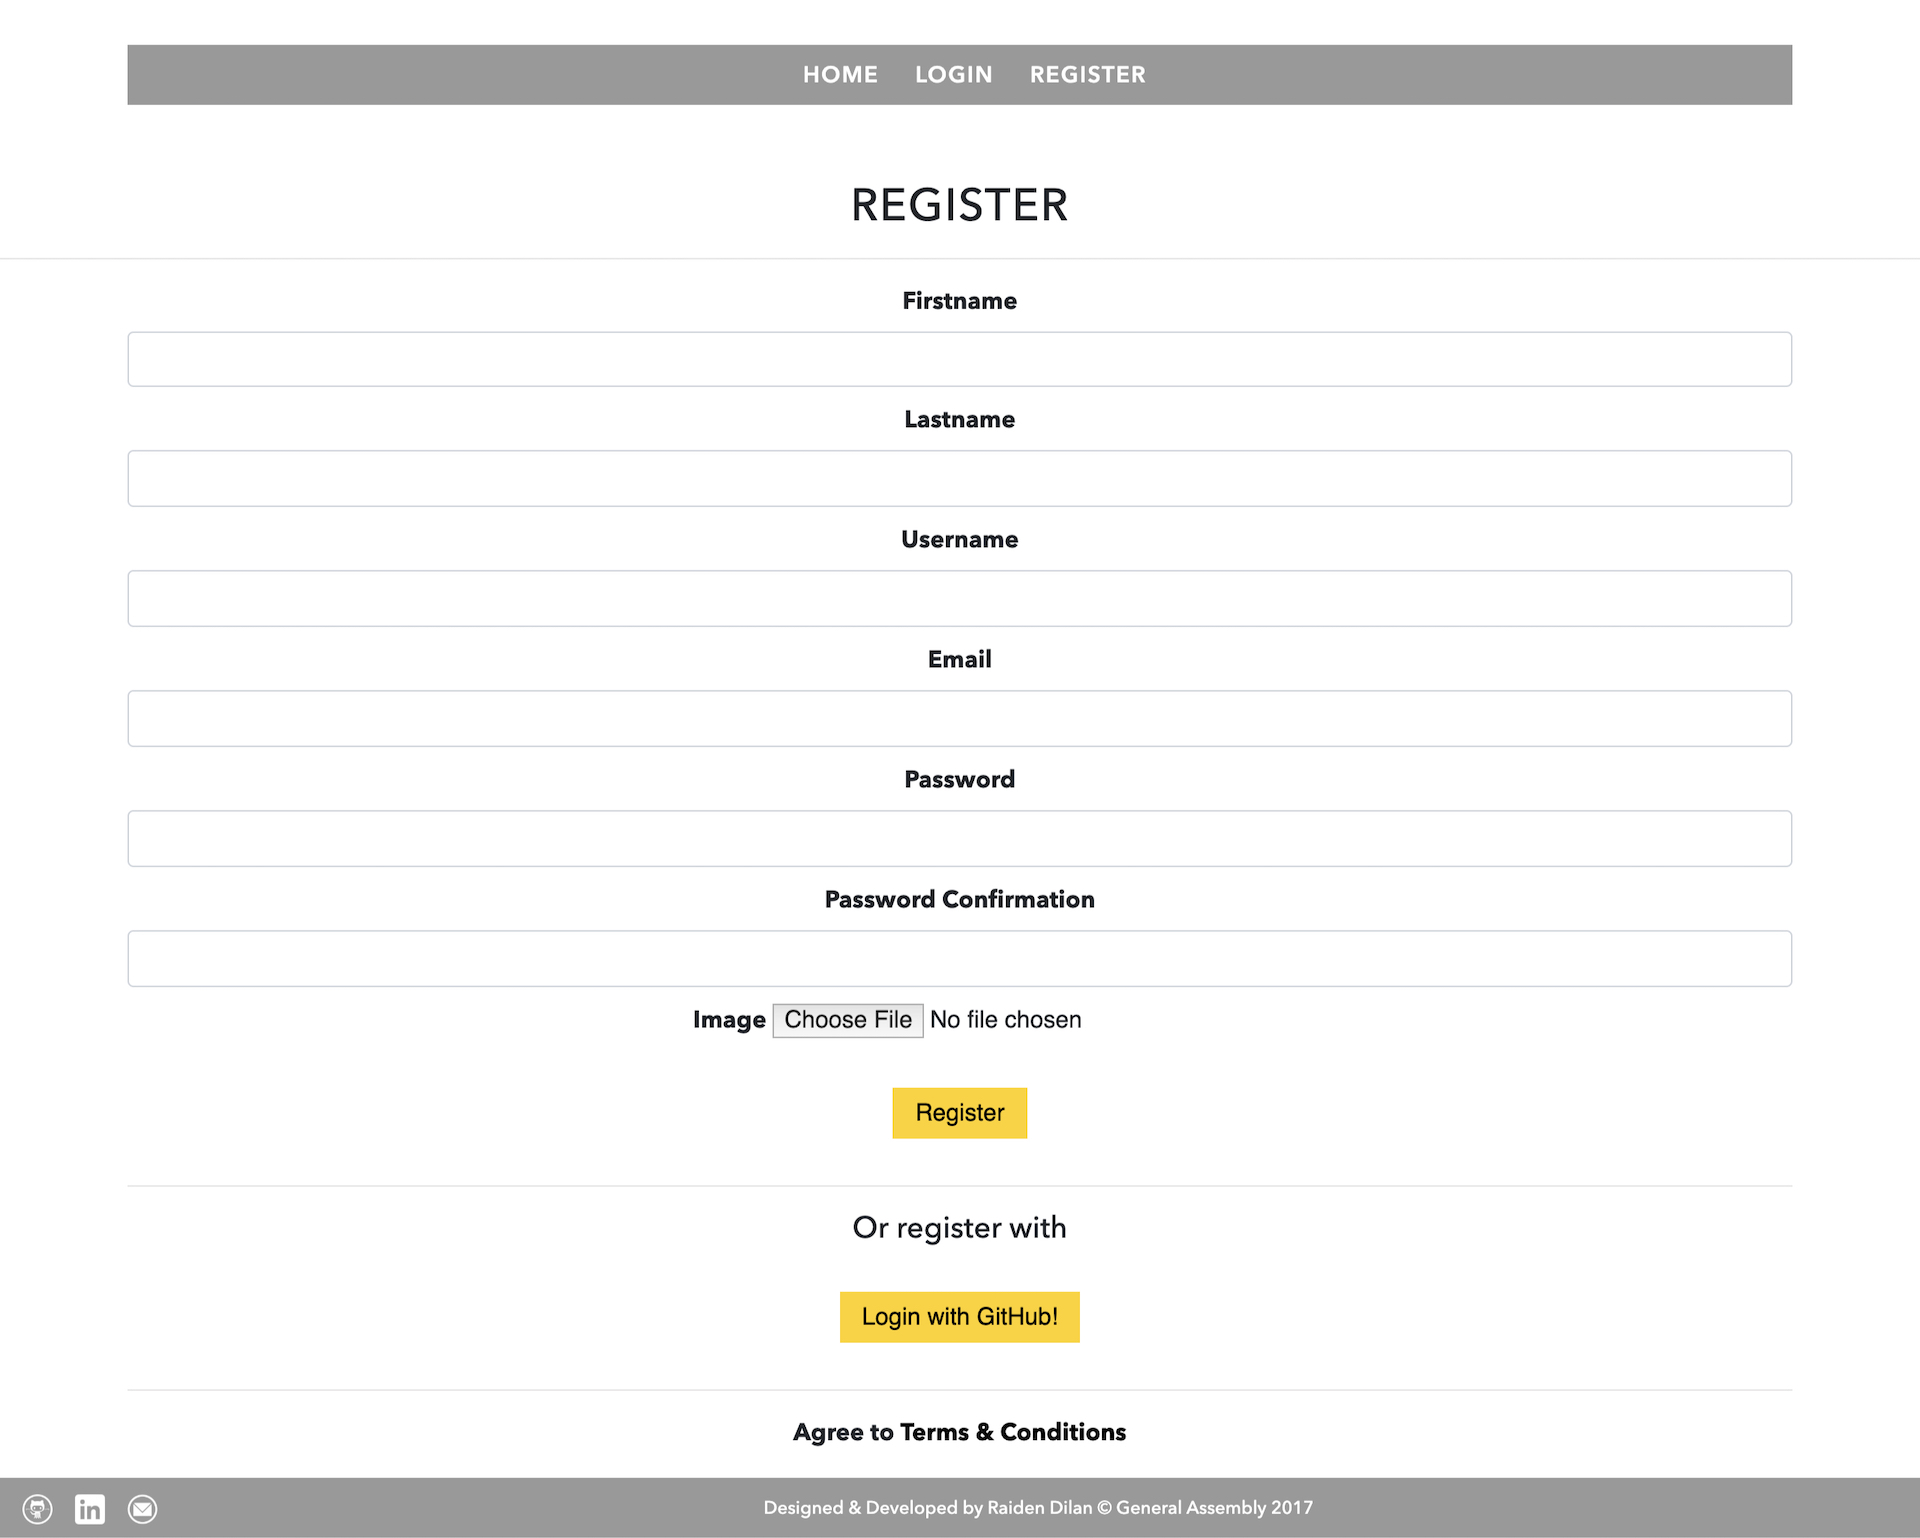 HOME LOGIN REGISTER
REGISTER
Firstname
Lastname
Username
Email
Password
Password Confirmation
Image Choose File No file chosen
Register
Or register with
Login with GitHub!
Agree to Terms & Conditions
in
Designed & Developed by Raiden Dilan © General Assembly 2017